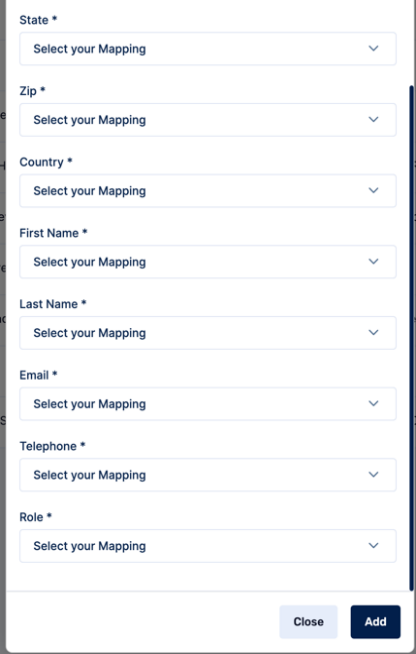 State *
Select your Mapping
Zip *
Select your Mapping
Country *
Select your Mapping
First Name *
Select your Mapping
Last Name *
Select your Mapping
Email *
Select your Mapping
Telephone *
Select your Mapping
Role *
Select your Mapping
Close
Add